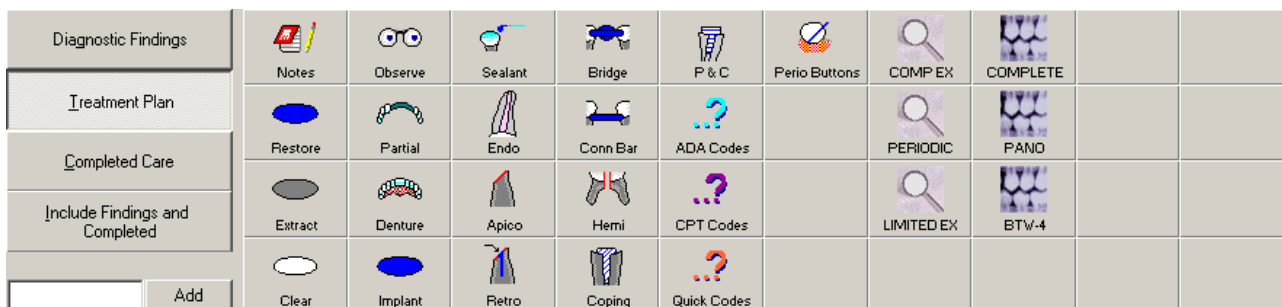 Diagnostic Findings
Treatment Plan
Completed Care
Include Findings and
Completed
Add
Notes Observe Sealant Bridge P & C Perio Buttons COMP EX COMPLETE
Restore Partial Endo Conn Bar ADA Codes PERIODIC PANO
Extract Denture Apico Hemi CPT Codes LIMITED EX BTW-4
Clear Implant Retro Coping Quick Codes